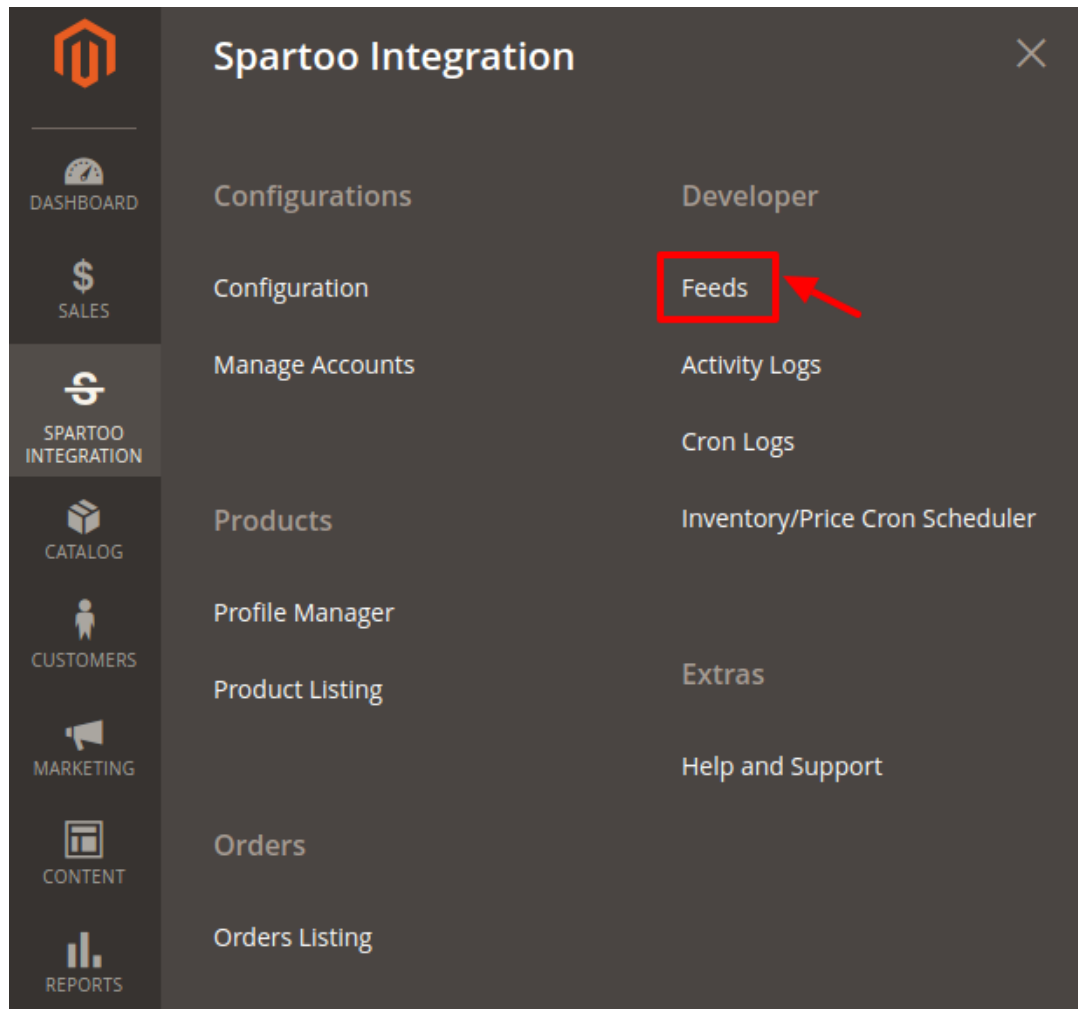 Spartoo Integration
DASHBOARD
SALES
SPARTOO
INTEGRATION
CATALOG
CUSTOMERS
MARKETING
CONTENT
REPORTS
Configurations
Configuration
Manage Accounts
Products
Profile Manager
Product Listing
Orders
Orders Listing
Developer
Feeds
Activity Logs
Cron Logs
Inventory/Price Cron Scheduler
Extras
Help and Support